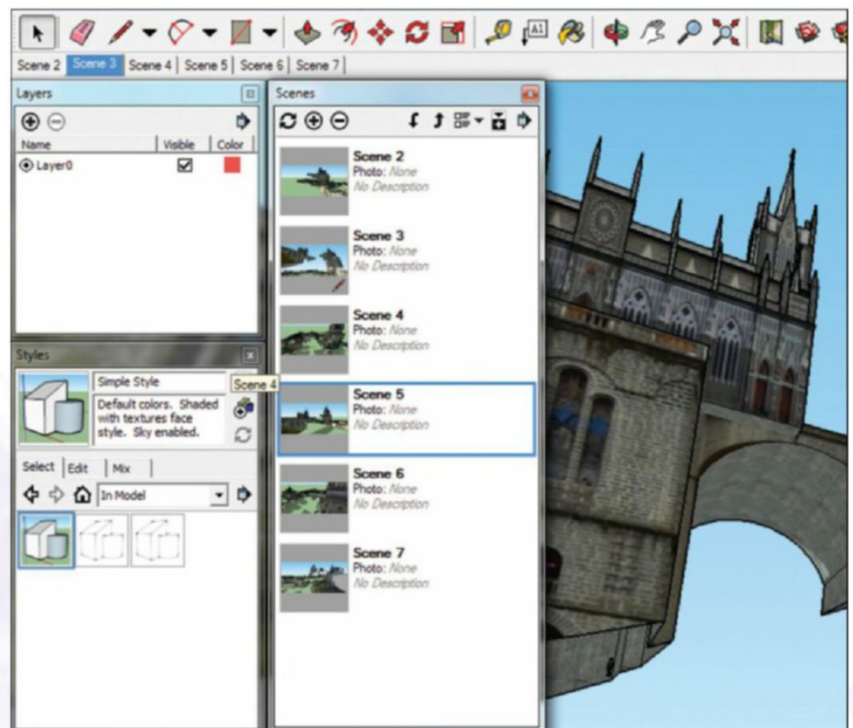 A1
Scene 2 Scene 3 Scene 4 Scene 5 Scene 6 Scene 7
Layers
Name Visible Color
Layer0
Styles
Simple Style
Default colors. Shaded
with textures face
style. Sky enabled.
Scene 4
Select Edit Mix
In Model
Scenes
Scene 2
Photo: None
No Description
Scene 3
Photo: None
No Description
Scene 4
Photo: None
No Description
Scene 5
Photo: None
No Description
Scene 6
Photo: None
No Description
Scene 7
Photo: None
No Description